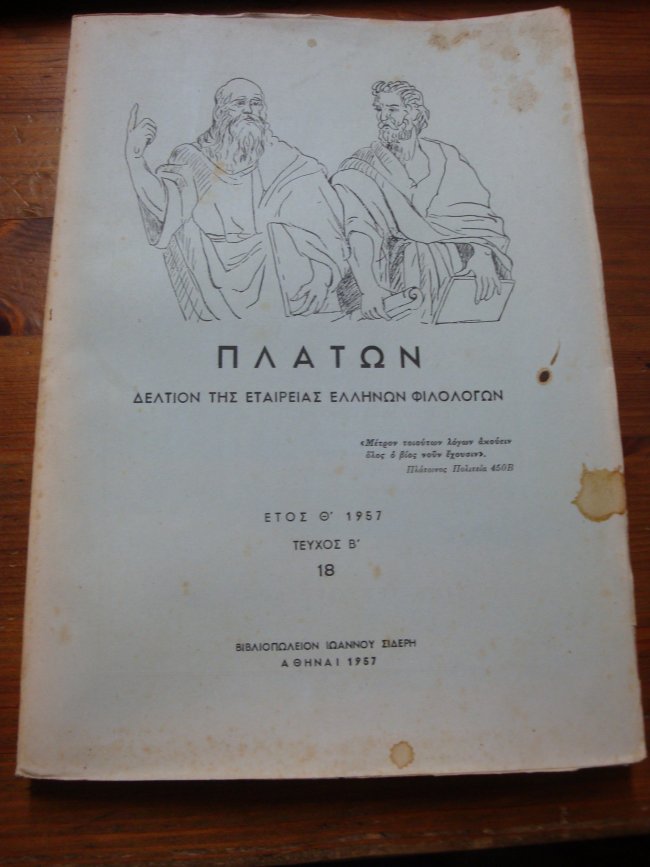 ΠΛΑΤΩΝ
ΔΕΛΤΙΟΝ ΤΗΣ ΕΤΑΙΡΕΙΑΣ ΕΛΛΗΝΩΝ ΦΙΛΟΛΟΓΩΝ
«Μέτρον τοιούτων λόγων ἀκούειν
ὅλος ὁ βίος νοῦν ἔχουσιν».
Πλάτωνος Πολιτεία 450Β
ΕΤΟΣ Θ' 1957
ΤΕΥΧΟΣ Β'
18
ΒΙΒΛΙΟΠΩΛΕΙΟΝ ΙΩΑΝΝΟΥ ΣΙΔΕΡΗ
ΑΘΗΝΑΙ 1957